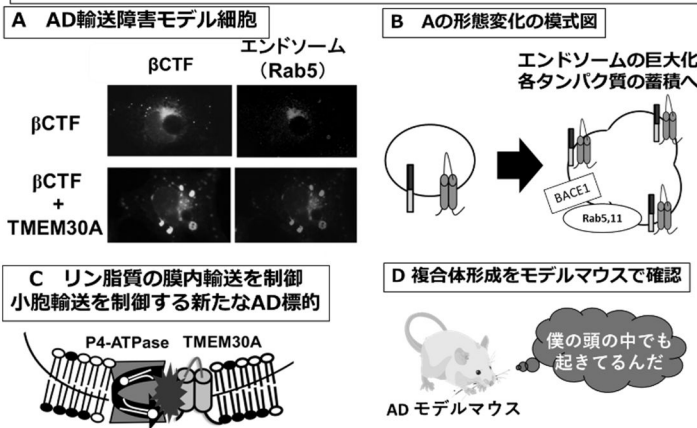 A AD輸送障害モデル細胞
βCTF
エンドソーム
（Rab5）
βCTF
βCTF
+
TMEM30A
B Aの形態変化の模式図
エンドソームの巨大化
各タンパク質の蓄積へ
BACE1
Rab5,11
C リン脂質の膜内輸送を制御
小胞輸送を制御する新たなAD標的
P4-ATPase TMEM30A
D 複合体形成をモデルマウスで確認
僕の頭の中でも
起きてるんだ
AD モデルマウス